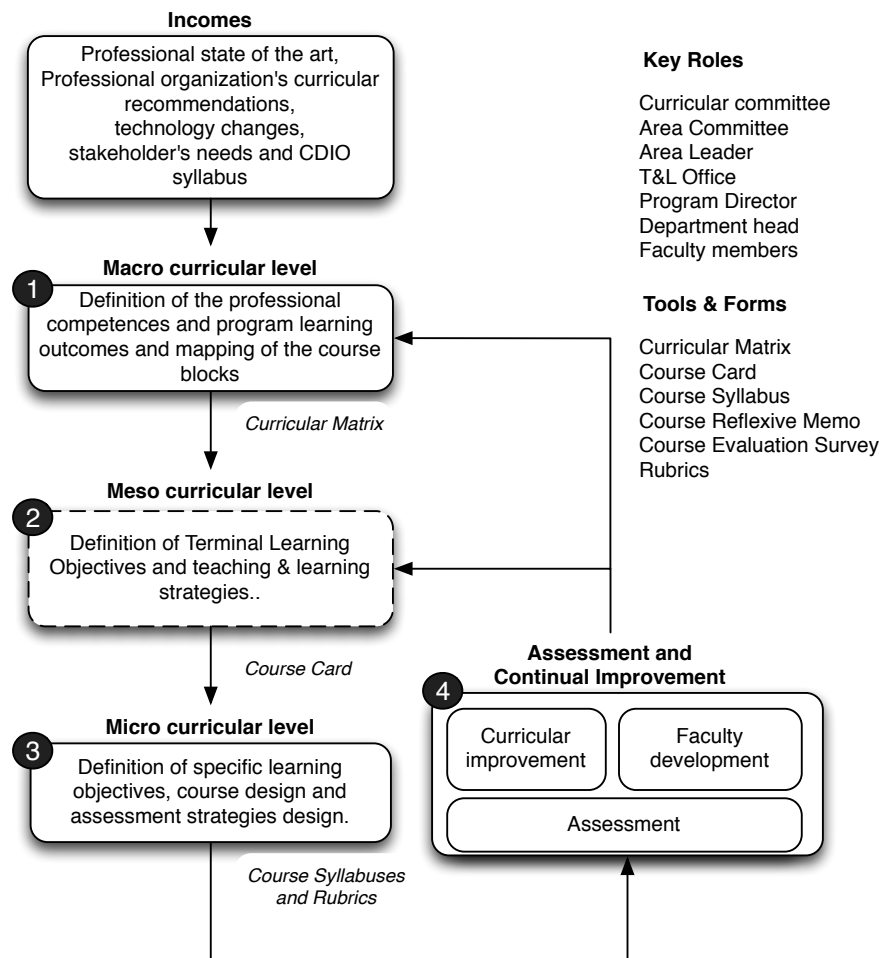 Incomes
Professional state of the art,
Professional organization's curricular
recommendations,
technology changes,
stakeholder's needs and CDIO
syllabus
Macro curricular level
1
Definition of the professional
competences and program learning
outcomes and mapping of the course
blocks
Curricular Matrix
Meso curricular level
2
Definition of Terminal Learning
Objectives and teaching & learning
strategies..
Course Card
Micro curricular level
3
Definition of specific learning
objectives, course design and
assessment strategies design.
Course Syllabuses
and Rubrics
Key Roles
Curricular committee
Area Committee
Area Leader
T&L Office
Program Director
Department head
Faculty members
Tools & Forms
Curricular Matrix
Course Card
Course Syllabus
Course Reflexive Memo
Course Evaluation Survey
Rubrics
Assessment and
Continual Improvement
4
Curricular
improvement
Faculty
development
Assessment